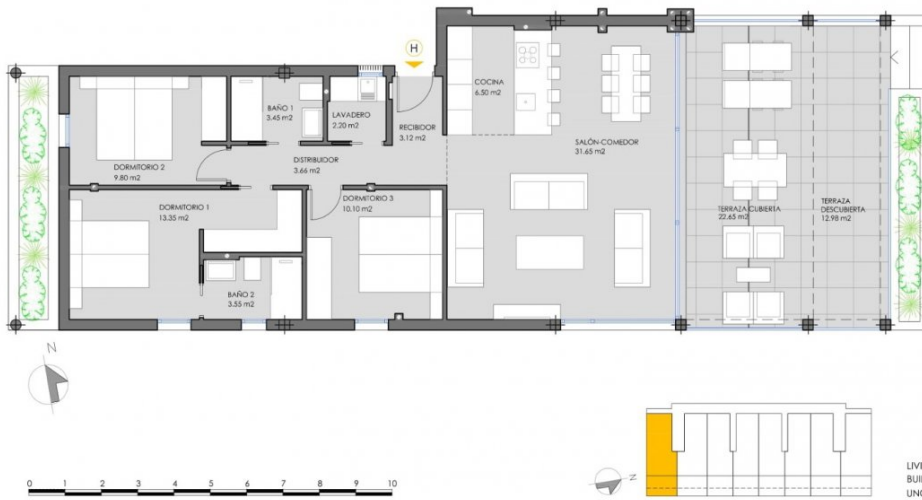 H
COCINA
6.50 m2
BAÑO 1
3.45 m2
LAVADERO
2.20 m2
RECIBIDOR
3.12 m2
SALÓN-COMEDOR
31.65 m2
DORMITORIO 2
9.80 m2
DISTRIBUIDOR
3.66 m2
DORMITORIO 1
13.35 m2
DORMITORIO 3
10.10 m2
TERRAZA CUBIERTA
22.65 m2
TERRAZA
DESCUBIERTA
12.98 m2
BAÑO 2
3.55 m2
N
0 1 2 3 4 5 6 7 8 9 10
N
LIVI